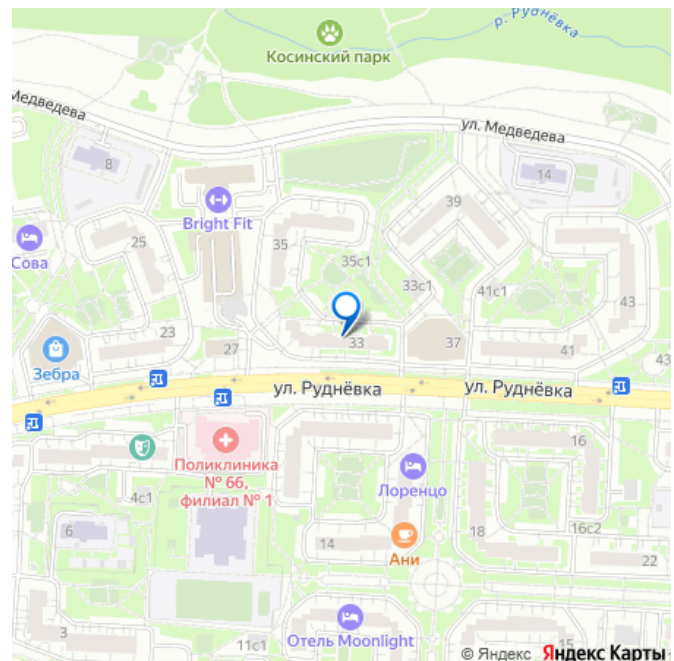 р. Руднёвка
Косинский парк
Медведева
ул. Медведева
8
14
Bright Fit
39
25
35
Сова
35с1
33с1
41с1
43
23
27
33
37
41
43
Зебра
ул. Руднёвка
ул. Руднёвка
Поликлиника
№ 66,
филиал № 1
16
Лоренцо
4с1
6
14
18
16с2
Ани
22
3
11с1
Отель Moonlight
15
© Яндекс Яндекс Карты